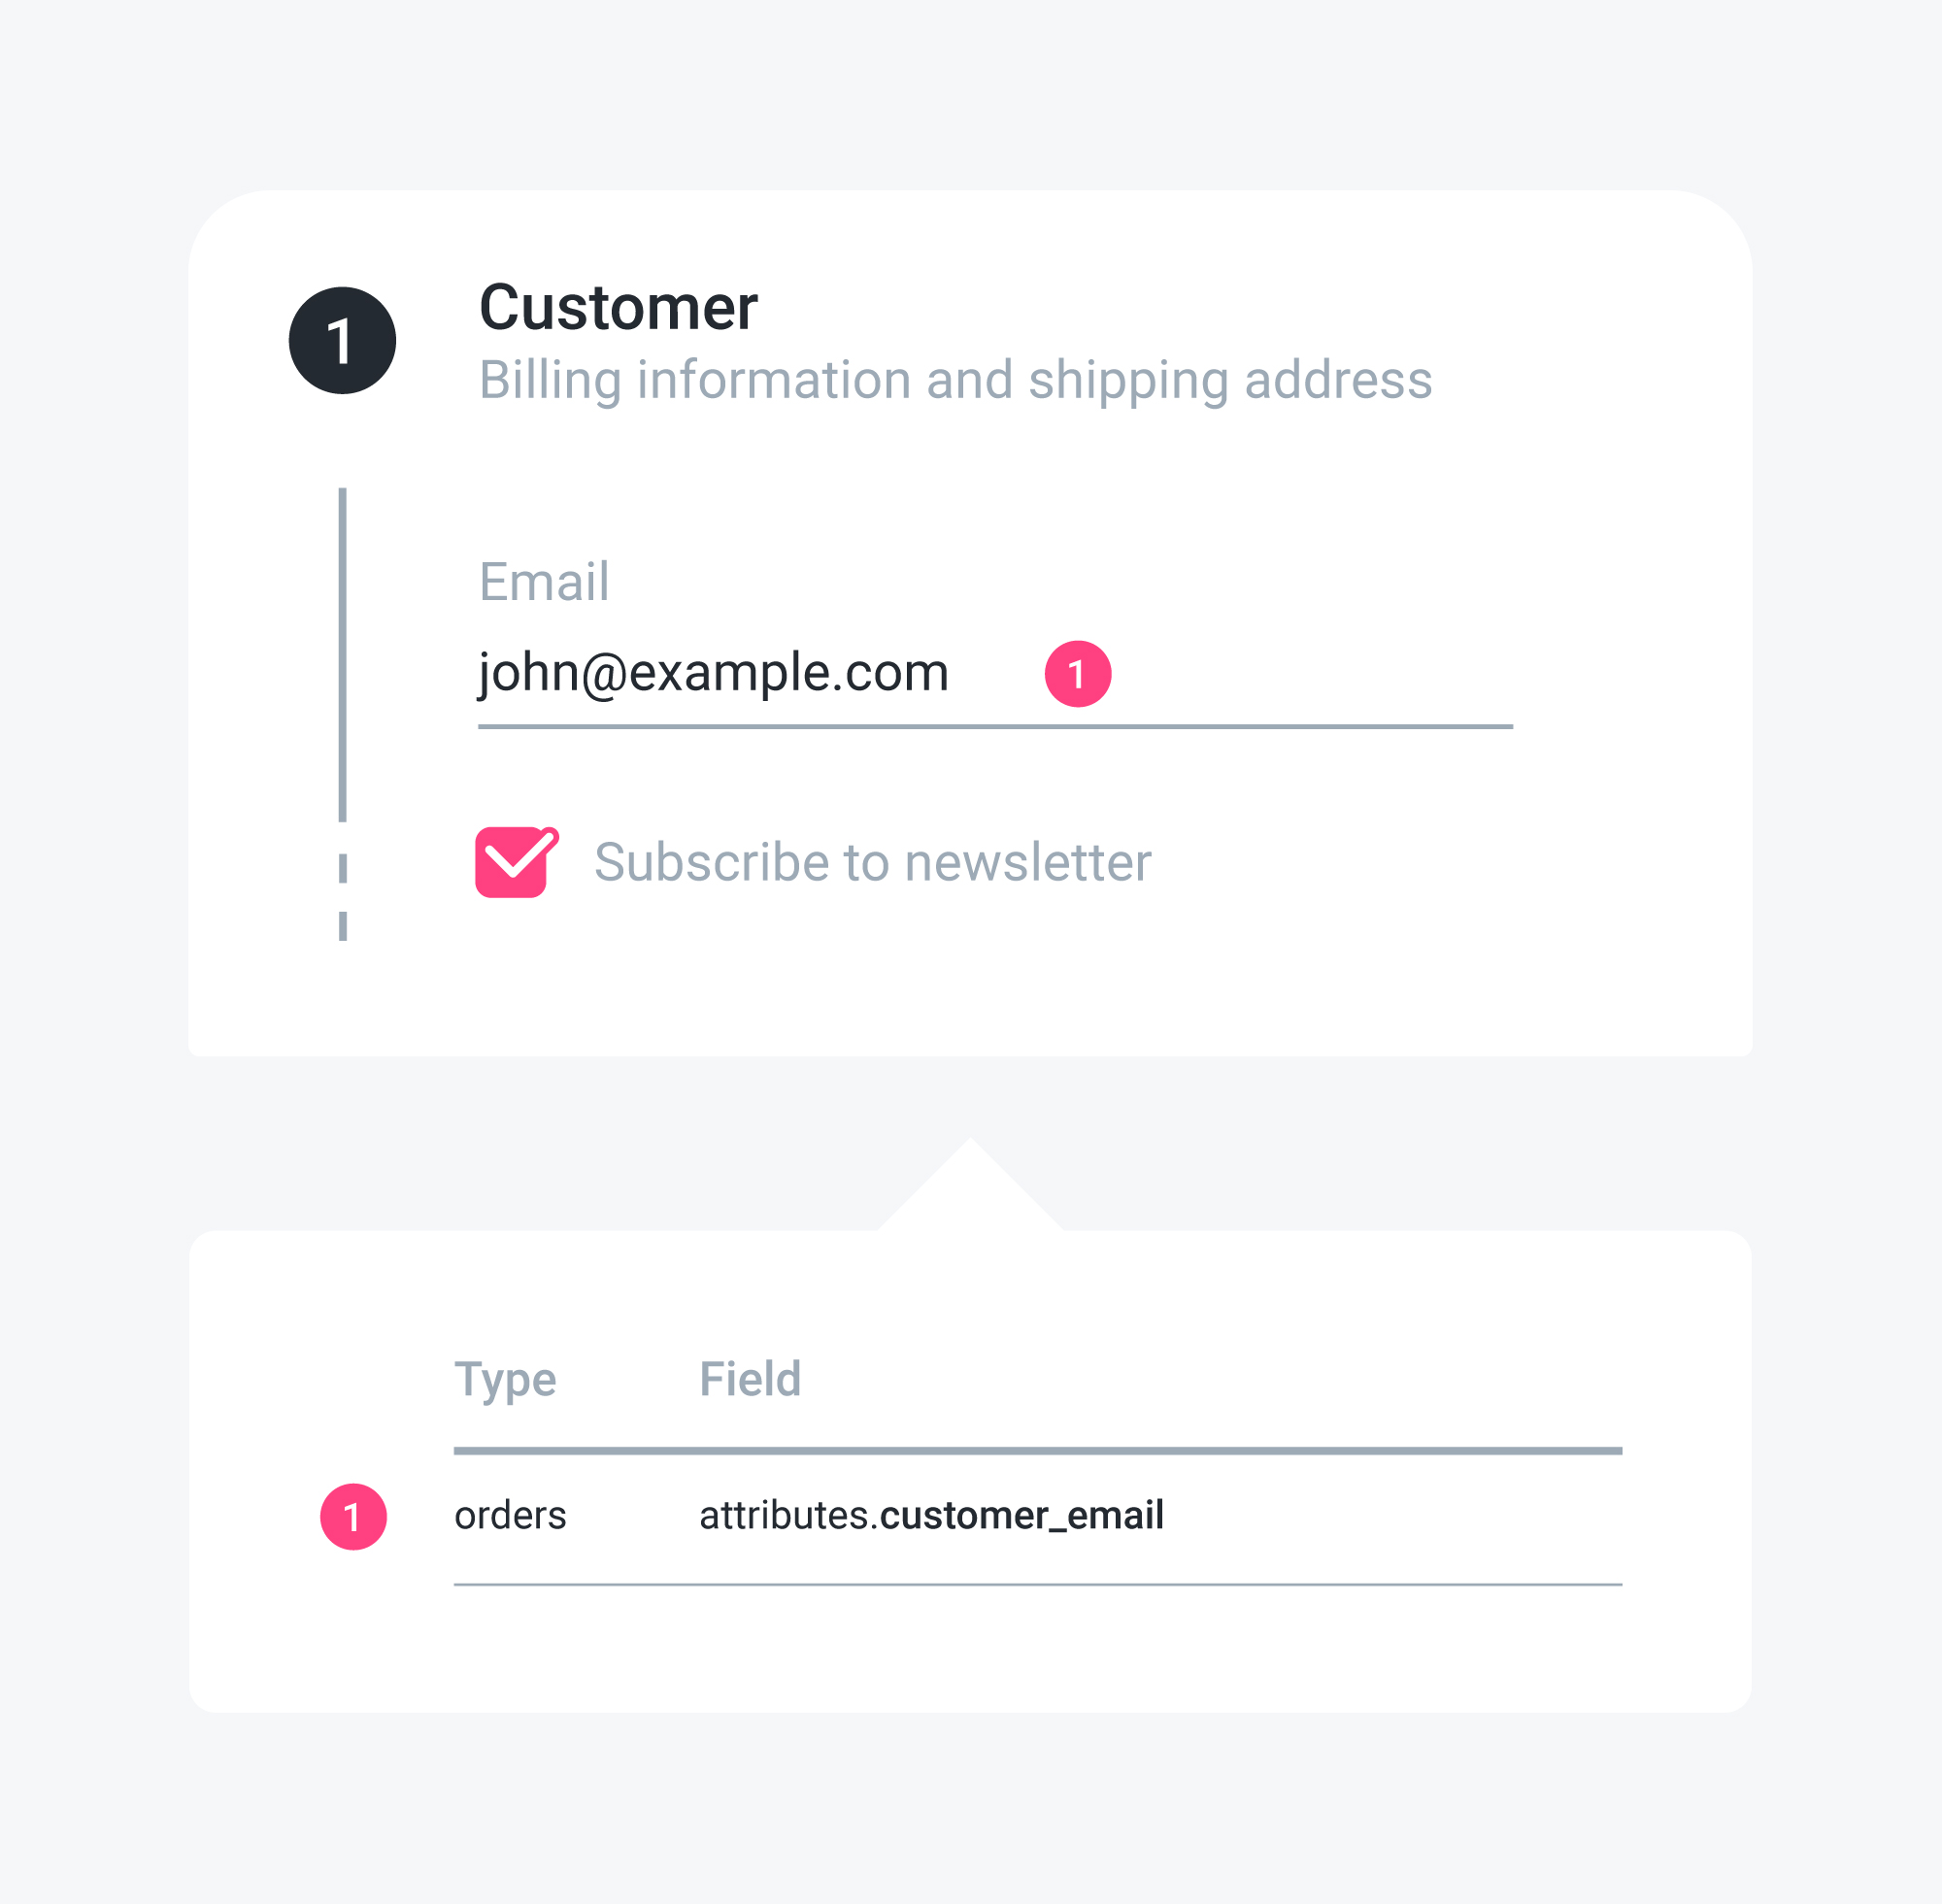 1
Customer
Billing information and shipping address
Email
john@example.com 1
Subscribe to newsletter
Type Field
1 orders attributes.customer_email